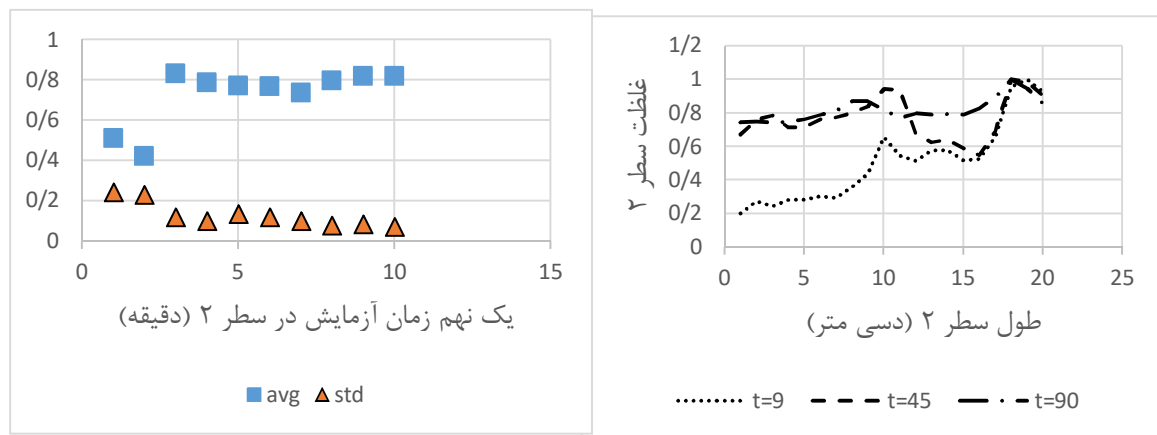 1
0/8
0/6
0/4
0/2
0
0 5 10 15
یک نهم زمان آزمایش در سطر ۲ (دقیقه)
avg std
غلظت سطر ۲
1/2
1
0/8
0/6
0/4
0/2
0
0 5 10 15 20 25
طول سطر ۲ (دسی متر)
t=9 t=45 t=90